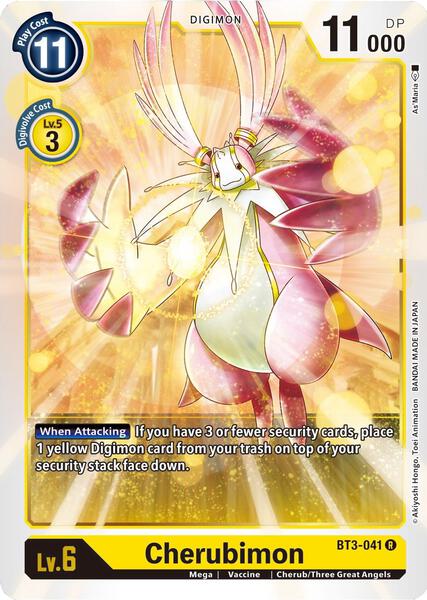 DIGIMON
Play Cost
11
11 000
DP
Digivolve Cost
Lv.5
3
As'Maria
When Attacking If you have 3 or fewer security cards, place
1 yellow Digimon card from your trash on top of your
security stack face down.
©Akiyoshi Hongo, Toei Animation BANDAI MADE IN JAPAN
BT3-041 R
Lv.6
Cherubimon
Mega | Vaccine | Cherub/Three Great Angels